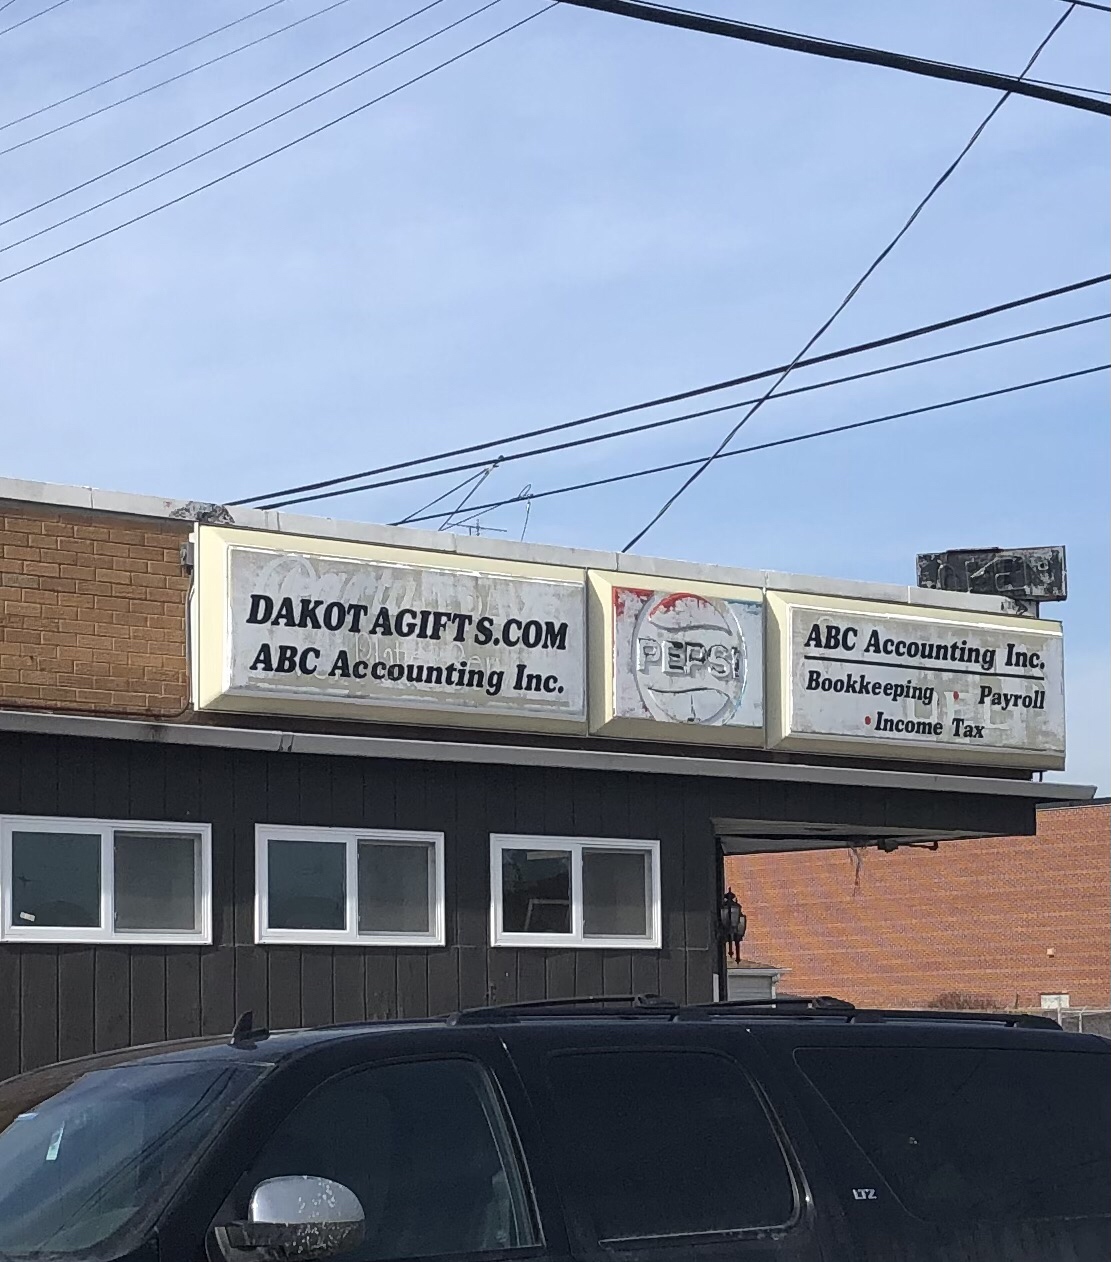 DAKOTAGIFTS.COM
ABC Accounting Inc.
PEPSI
ABC Accounting Inc.
Bookkeeping • Payroll
• Income Tax
LTZ